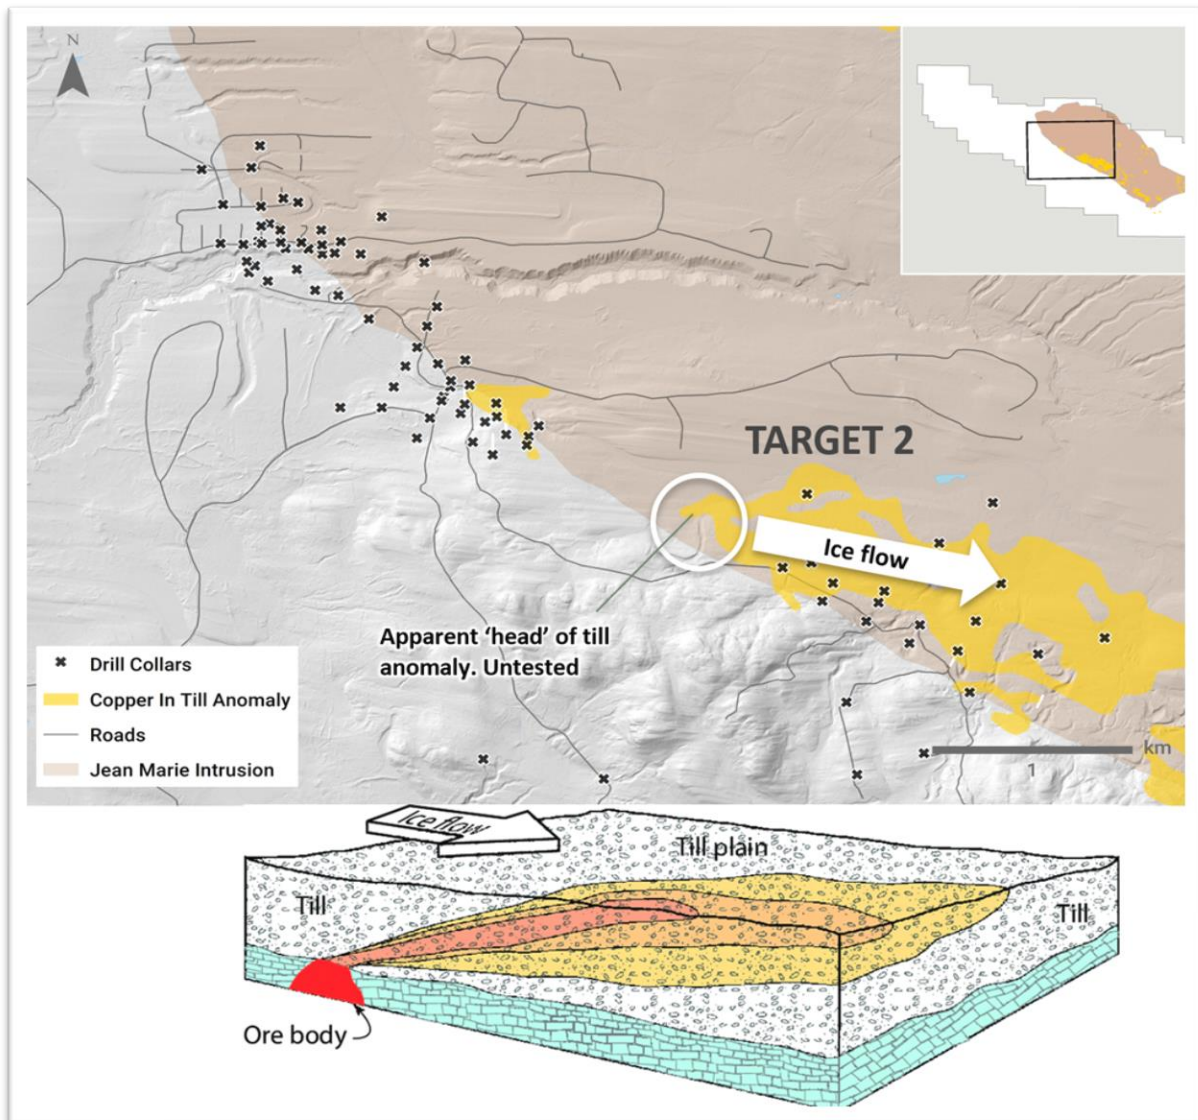 N
TARGET 2
Ice flow
Apparent ‘head’ of till
anomaly. Untested
Drill Collars
Copper In Till Anomaly
Roads
Jean Marie Intrusion
km
1
Ice flow
Till plain
Till
Till
Ore body